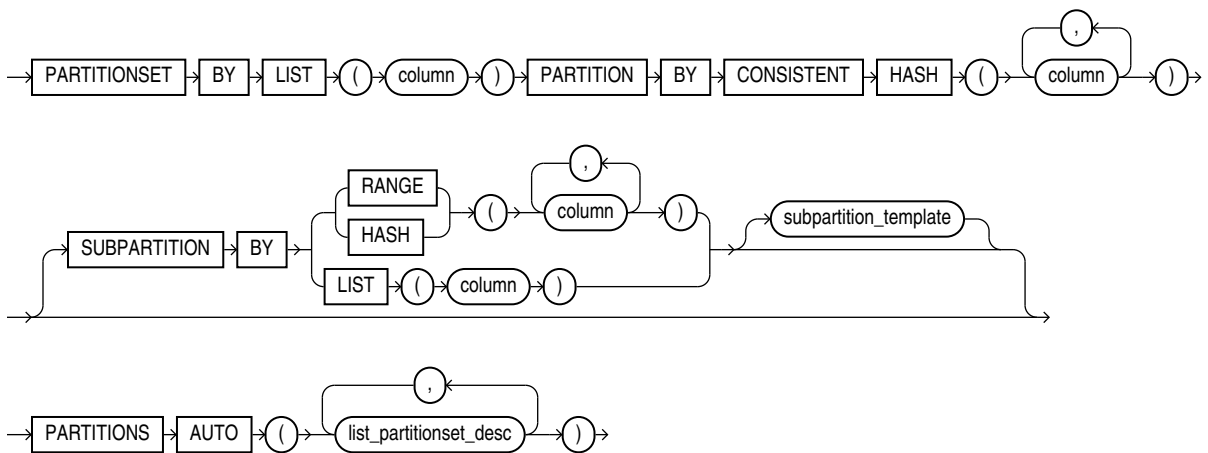 ,
PARTITIONSET BY LIST ( column ) PARTITION BY CONSISTENT HASH ( column )
,
RANGE
subpartition_template
( column )
SUBPARTITION BY
HASH
LIST ( column )
,
PARTITIONS AUTO ( list_partitionset_desc )